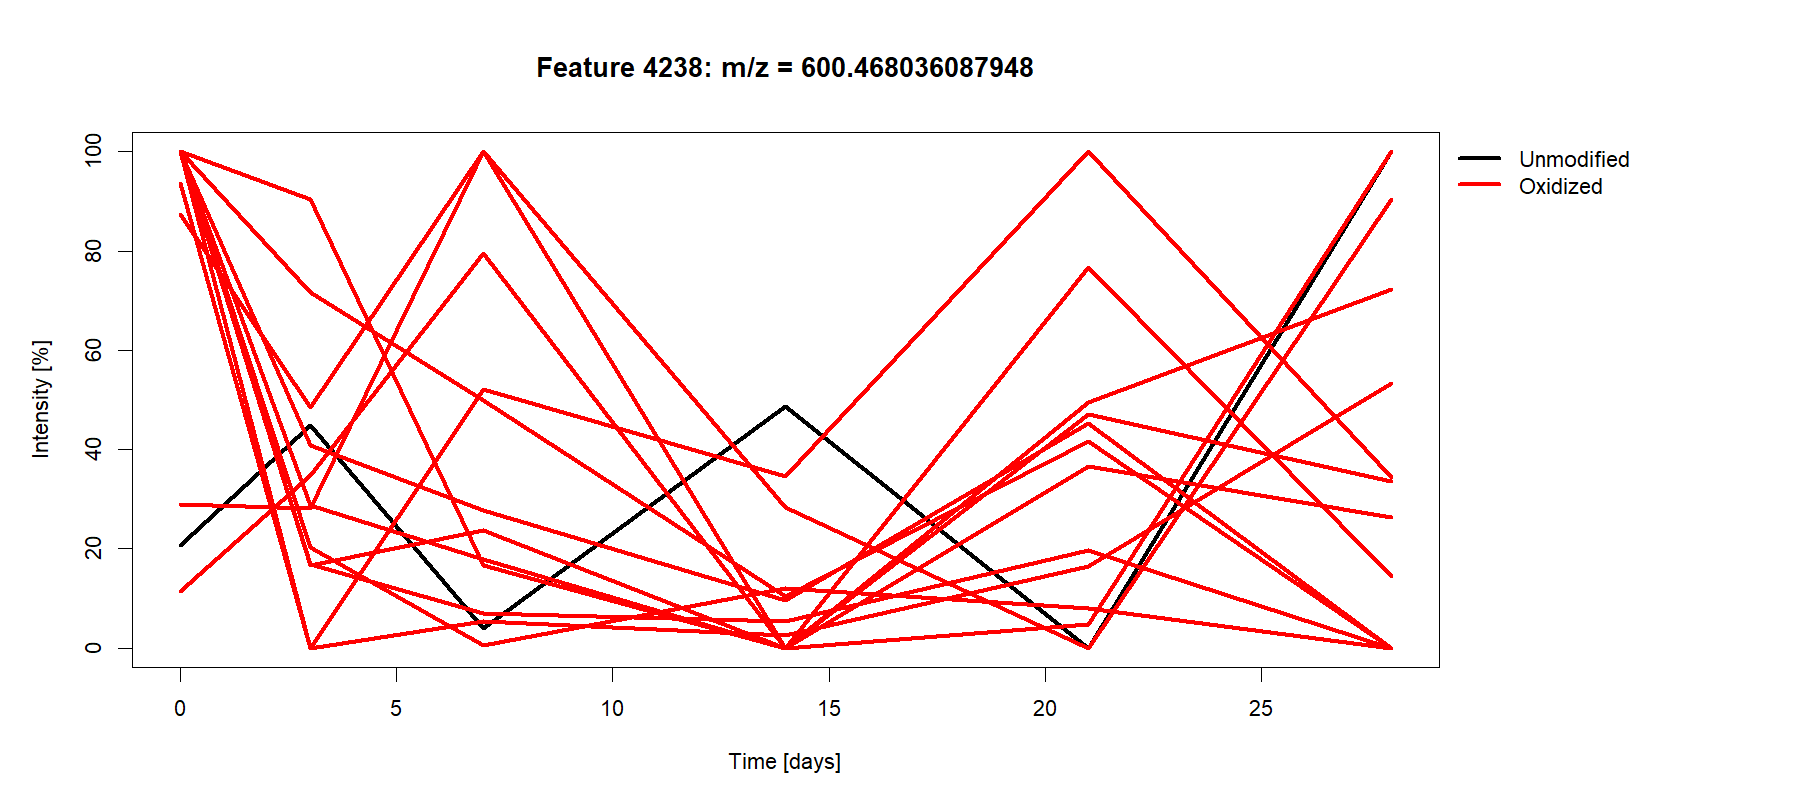 Feature 4238: m/z = 600.468036087948
Unmodified
Oxidized
Intensity [%]
100
80
60
40
20
0
0 5 10 15 20 25
Time [days]